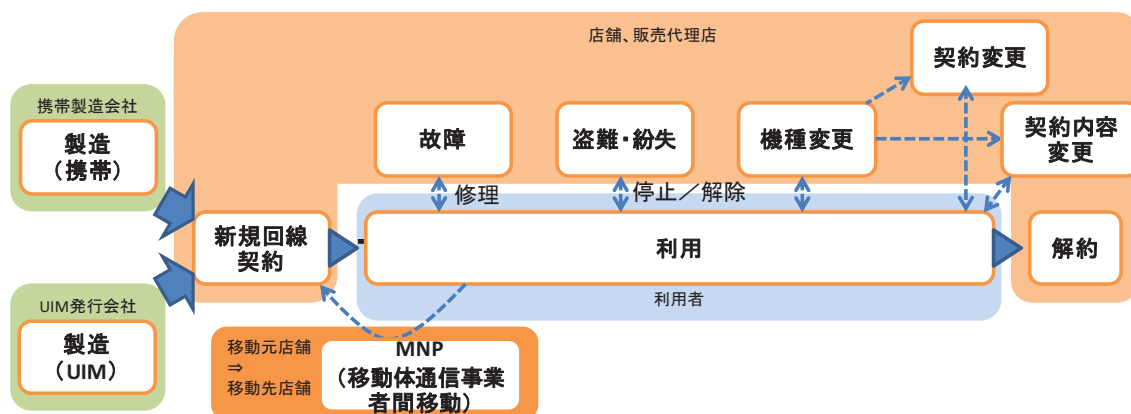 店舗、販売代理店
契約変更
携帯製造会社
製造
（携帯）
故障
盗難・紛失
機種変更
契約内容
変更
修理
停止／解除
新規回線
契約
利用
解約
利用者
UIM発行会社
製造
（UIM）
移動元店舗
⇒
移動先店舗
MNP
（移動体通信事業
者間移動）